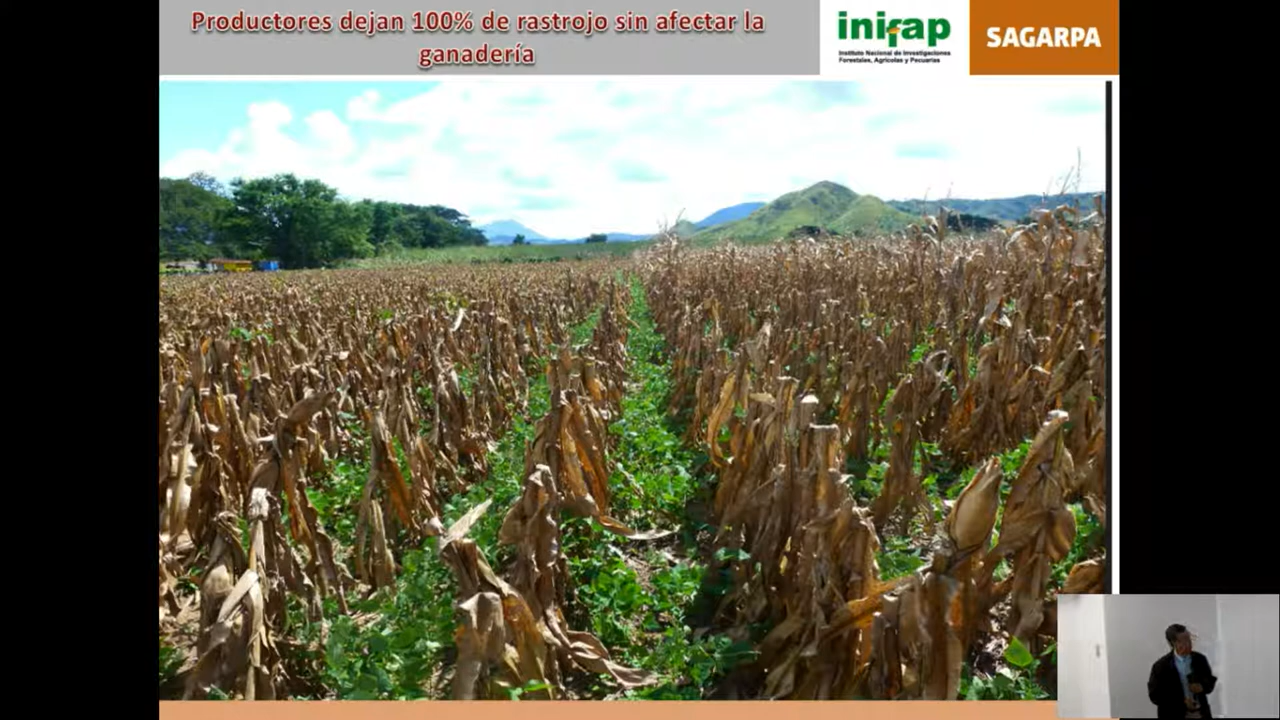 Productores dejan 100% de rastrojo sin afectar la
ganadería
inifap
Instituto Nacional de Investigaciones
Forestales, Agrícolas y Pecuarias
SAGARPA